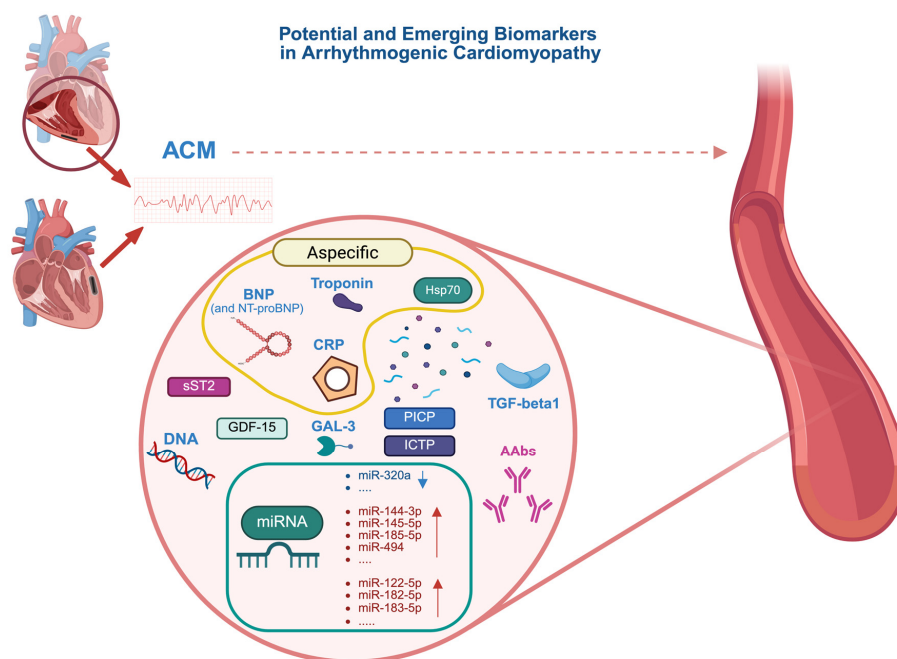 Potential and Emerging Biomarkers
in Arrhythmogenic Cardiomyopathy
ACM
Aspecific
BNP
(and NT-proBNP)
Troponin
Hsp70
CRP
sST2
GDF-15
GAL-3
PICP
ICTP
TGF-beta1
DNA
AAbs
miRNA
• miR-320a
• ....
• miR-144-3p
• miR-145-5p
• miR-185-5p
• miR-494
• ....
• miR-122-5p
• miR-182-5p
• miR-183-5p
• .....